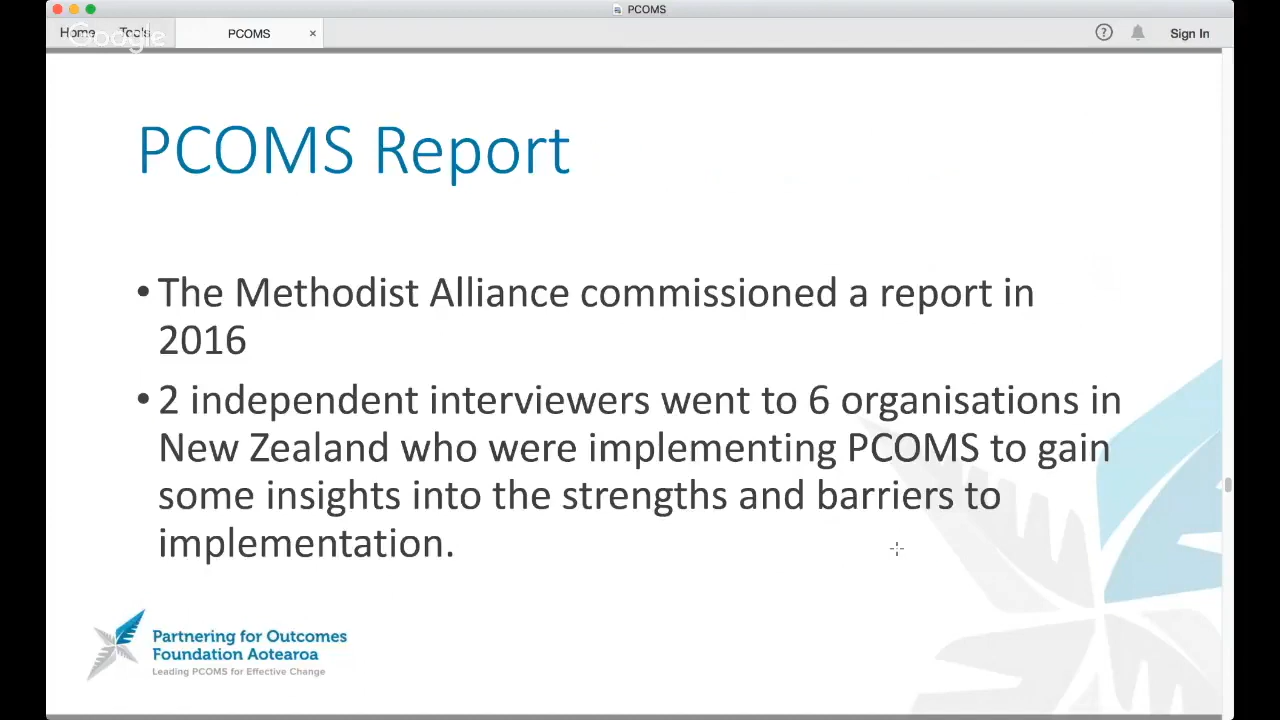 PCOMS
Home Tools PCOMS × ? Sign In
Google
PCOMS Report
• The Methodist Alliance commissioned a report in
2016
• 2 independent interviewers went to 6 organisations in
New Zealand who were implementing PCOMS to gain
some insights into the strengths and barriers to
implementation.
Partnering for Outcomes
Foundation Aotearoa
Leading PCOMS for Effective Change